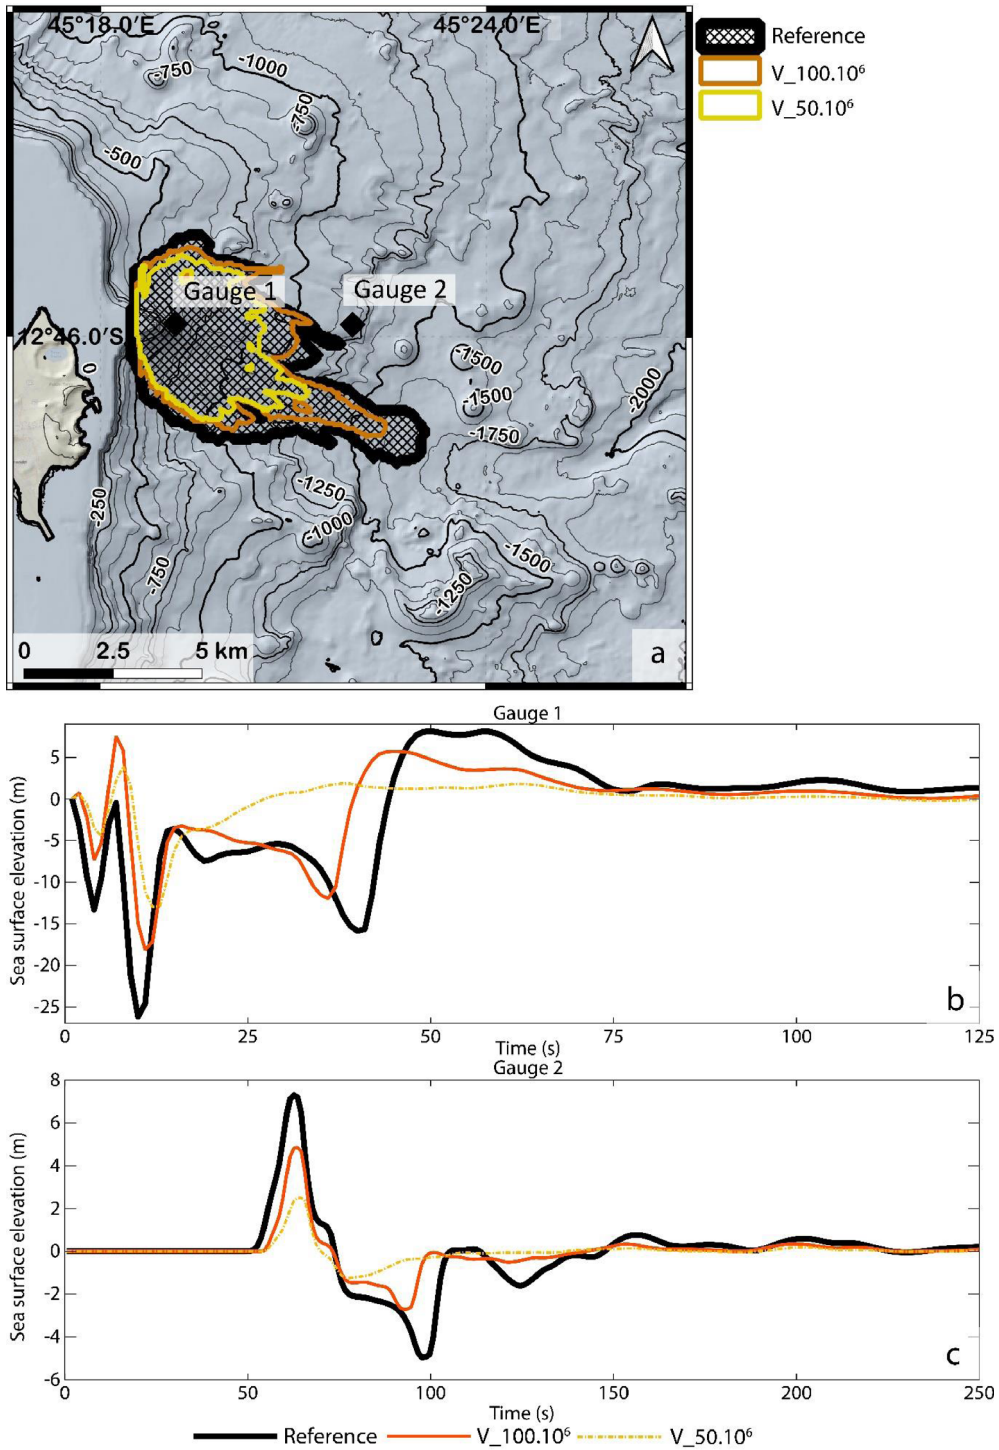 45°18.0′E
45°24.0′E
Reference
V_100.10⁶
V_50.10⁶
-750
-1000
-750
-500
Gauge 1
Gauge 2
12°46.0′S
0
-1500
-1500
-2000
-1750
-250
-1250
-1000
-750
-1500
-1250
0 2.5 5 km
a
Gauge 1
Sea surface elevation (m)
5
0
-5
-10
-15
-20
-25
b
0 25 50 75 100 125
Time (s)
Gauge 2
Sea surface elevation (m)
8
6
4
2
0
-2
-4
-6
c
0 50 100 150 200 250
Time (s)
Reference V_100.10⁶ V_50.10⁶